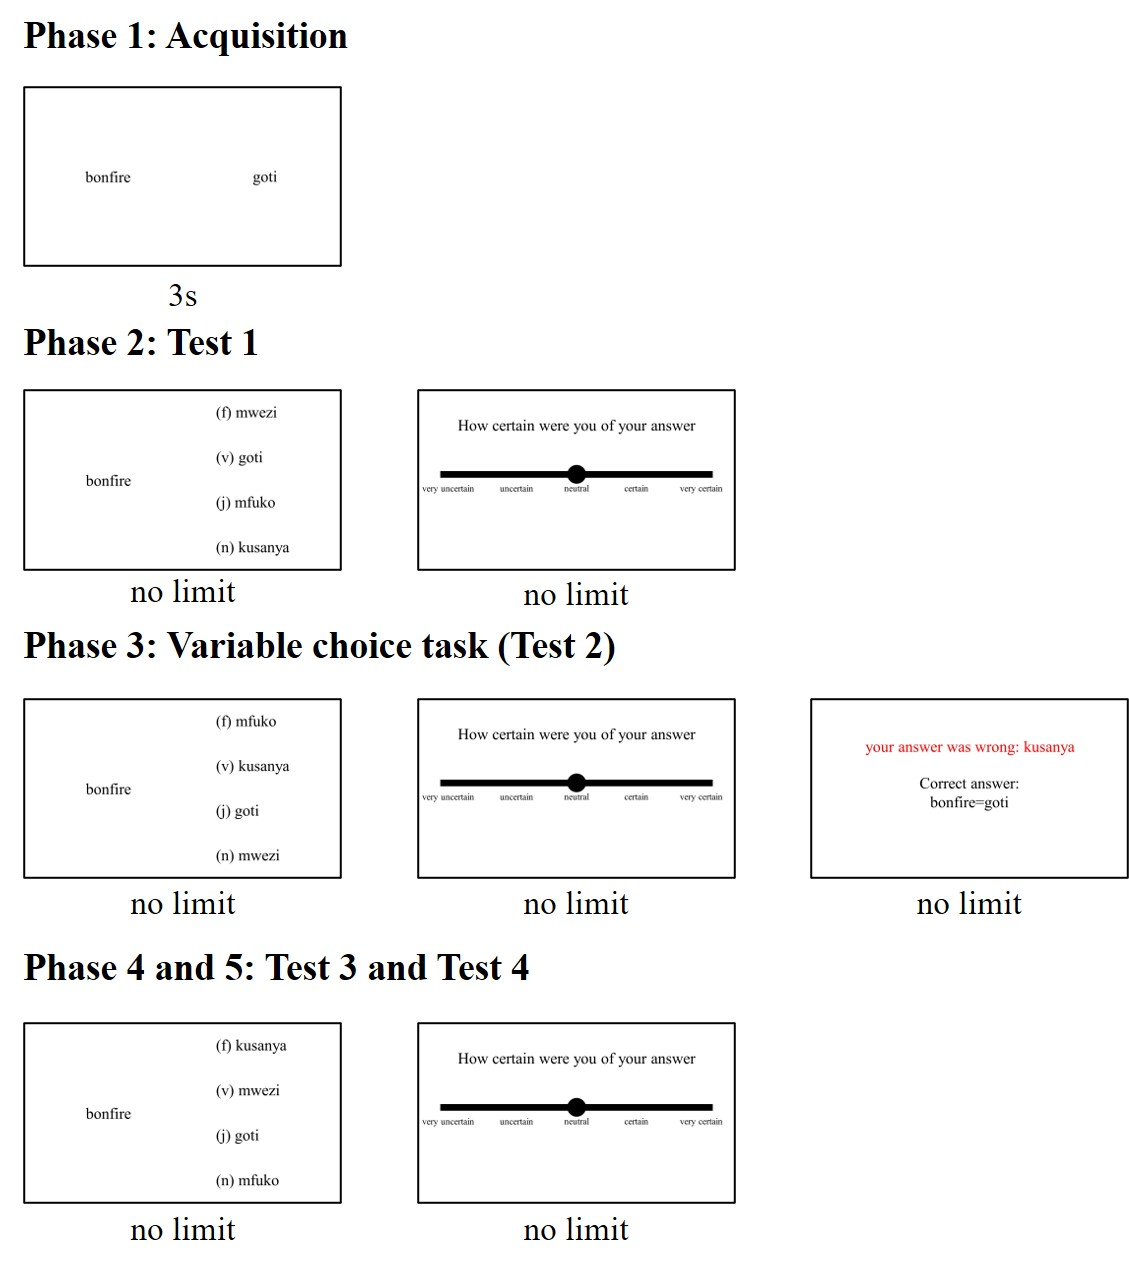 Phase 1: Acquisition
bonfire goti
3s
Phase 2: Test 1
bonfire
(f) mwezi
(v) goti
(j) mfuko
(n) kusanya
no limit
How certain were you of your answer
very uncertain uncertain neutral certain very certain
no limit
Phase 3: Variable choice task (Test 2)
bonfire
(f) mfuko
(v) kusanya
(j) goti
(n) mwezi
no limit
How certain were you of your answer
very uncertain uncertain neutral certain very certain
no limit
your answer was wrong: kusanya
Correct answer:
bonfire=goti
no limit
Phase 4 and 5: Test 3 and Test 4
bonfire
(f) kusanya
(v) mwezi
(j) goti
(n) mfuko
no limit
How certain were you of your answer
very uncertain uncertain neutral certain very certain
no limit